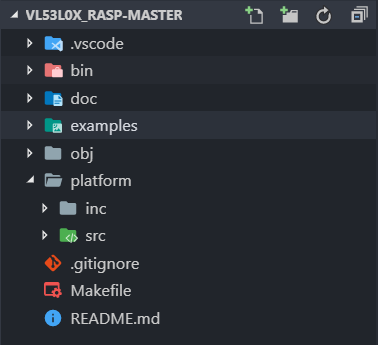 VL53L0X_RASP-MASTER
.vscode
bin
doc
examples
obj
platform
inc
src
.gitignore
Makefile
README.md